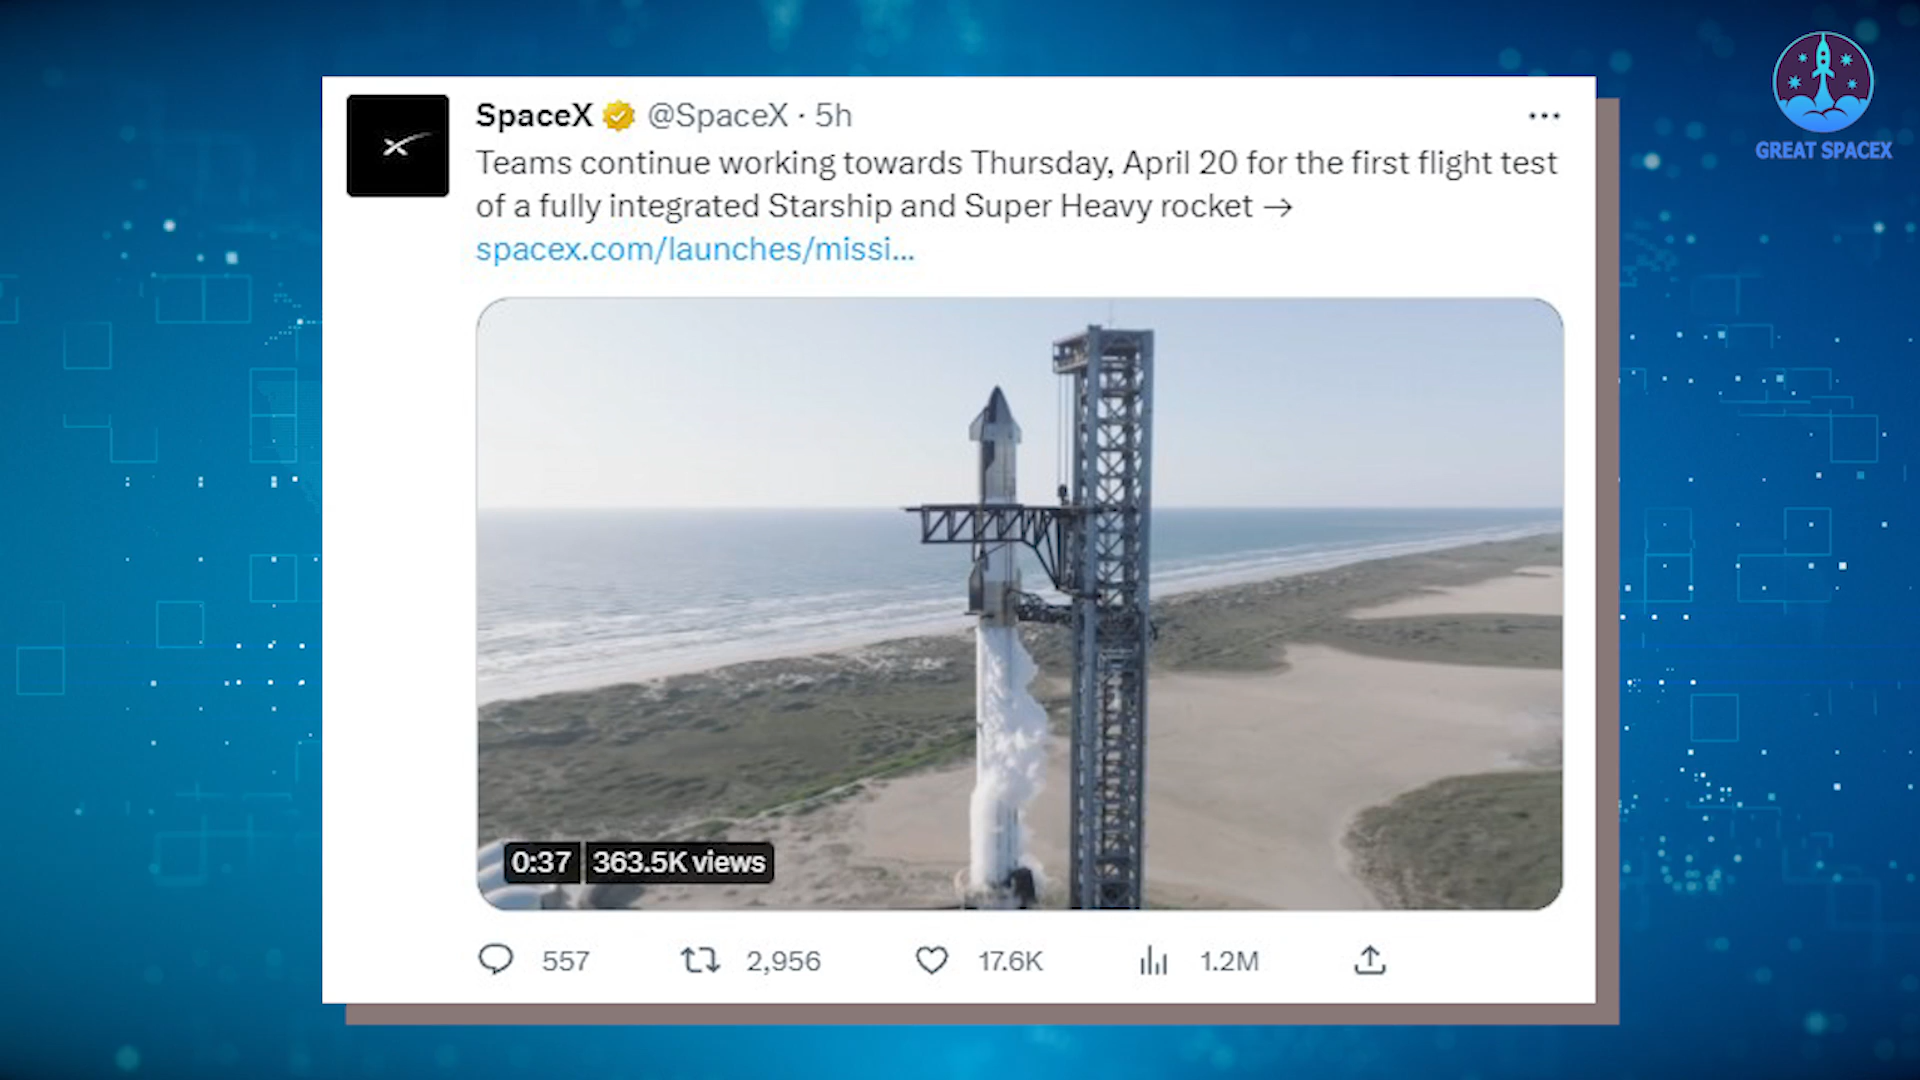 SpaceX @SpaceX · 5h
Teams continue working towards Thursday, April 20 for the first flight test
of a fully integrated Starship and Super Heavy rocket →
spacex.com/launches/missi...
0:37 363.5K views
557 2,956 17.6K 1.2M
GREAT SPACEX